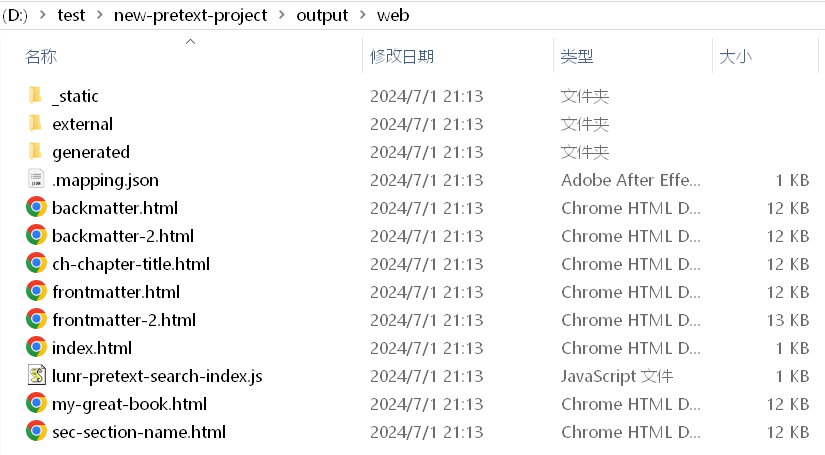 (D:) > test > new-pretext-project > output > web
名称 修改日期 类型 大小
_static 2024/7/1 21:13 文件夹
external 2024/7/1 21:13 文件夹
generated 2024/7/1 21:13 文件夹
.mapping.json 2024/7/1 21:13 Adobe After Effe... 1 KB
backmatter.html 2024/7/1 21:13 Chrome HTML D... 12 KB
backmatter-2.html 2024/7/1 21:13 Chrome HTML D... 12 KB
ch-chapter-title.html 2024/7/1 21:13 Chrome HTML D... 12 KB
frontmatter.html 2024/7/1 21:13 Chrome HTML D... 12 KB
frontmatter-2.html 2024/7/1 21:13 Chrome HTML D... 13 KB
index.html 2024/7/1 21:13 Chrome HTML D... 1 KB
lunr-pretext-search-index.js 2024/7/1 21:13 JavaScript 文件 1 KB
my-great-book.html 2024/7/1 21:13 Chrome HTML D... 12 KB
sec-section-name.html 2024/7/1 21:13 Chrome HTML D... 12 KB